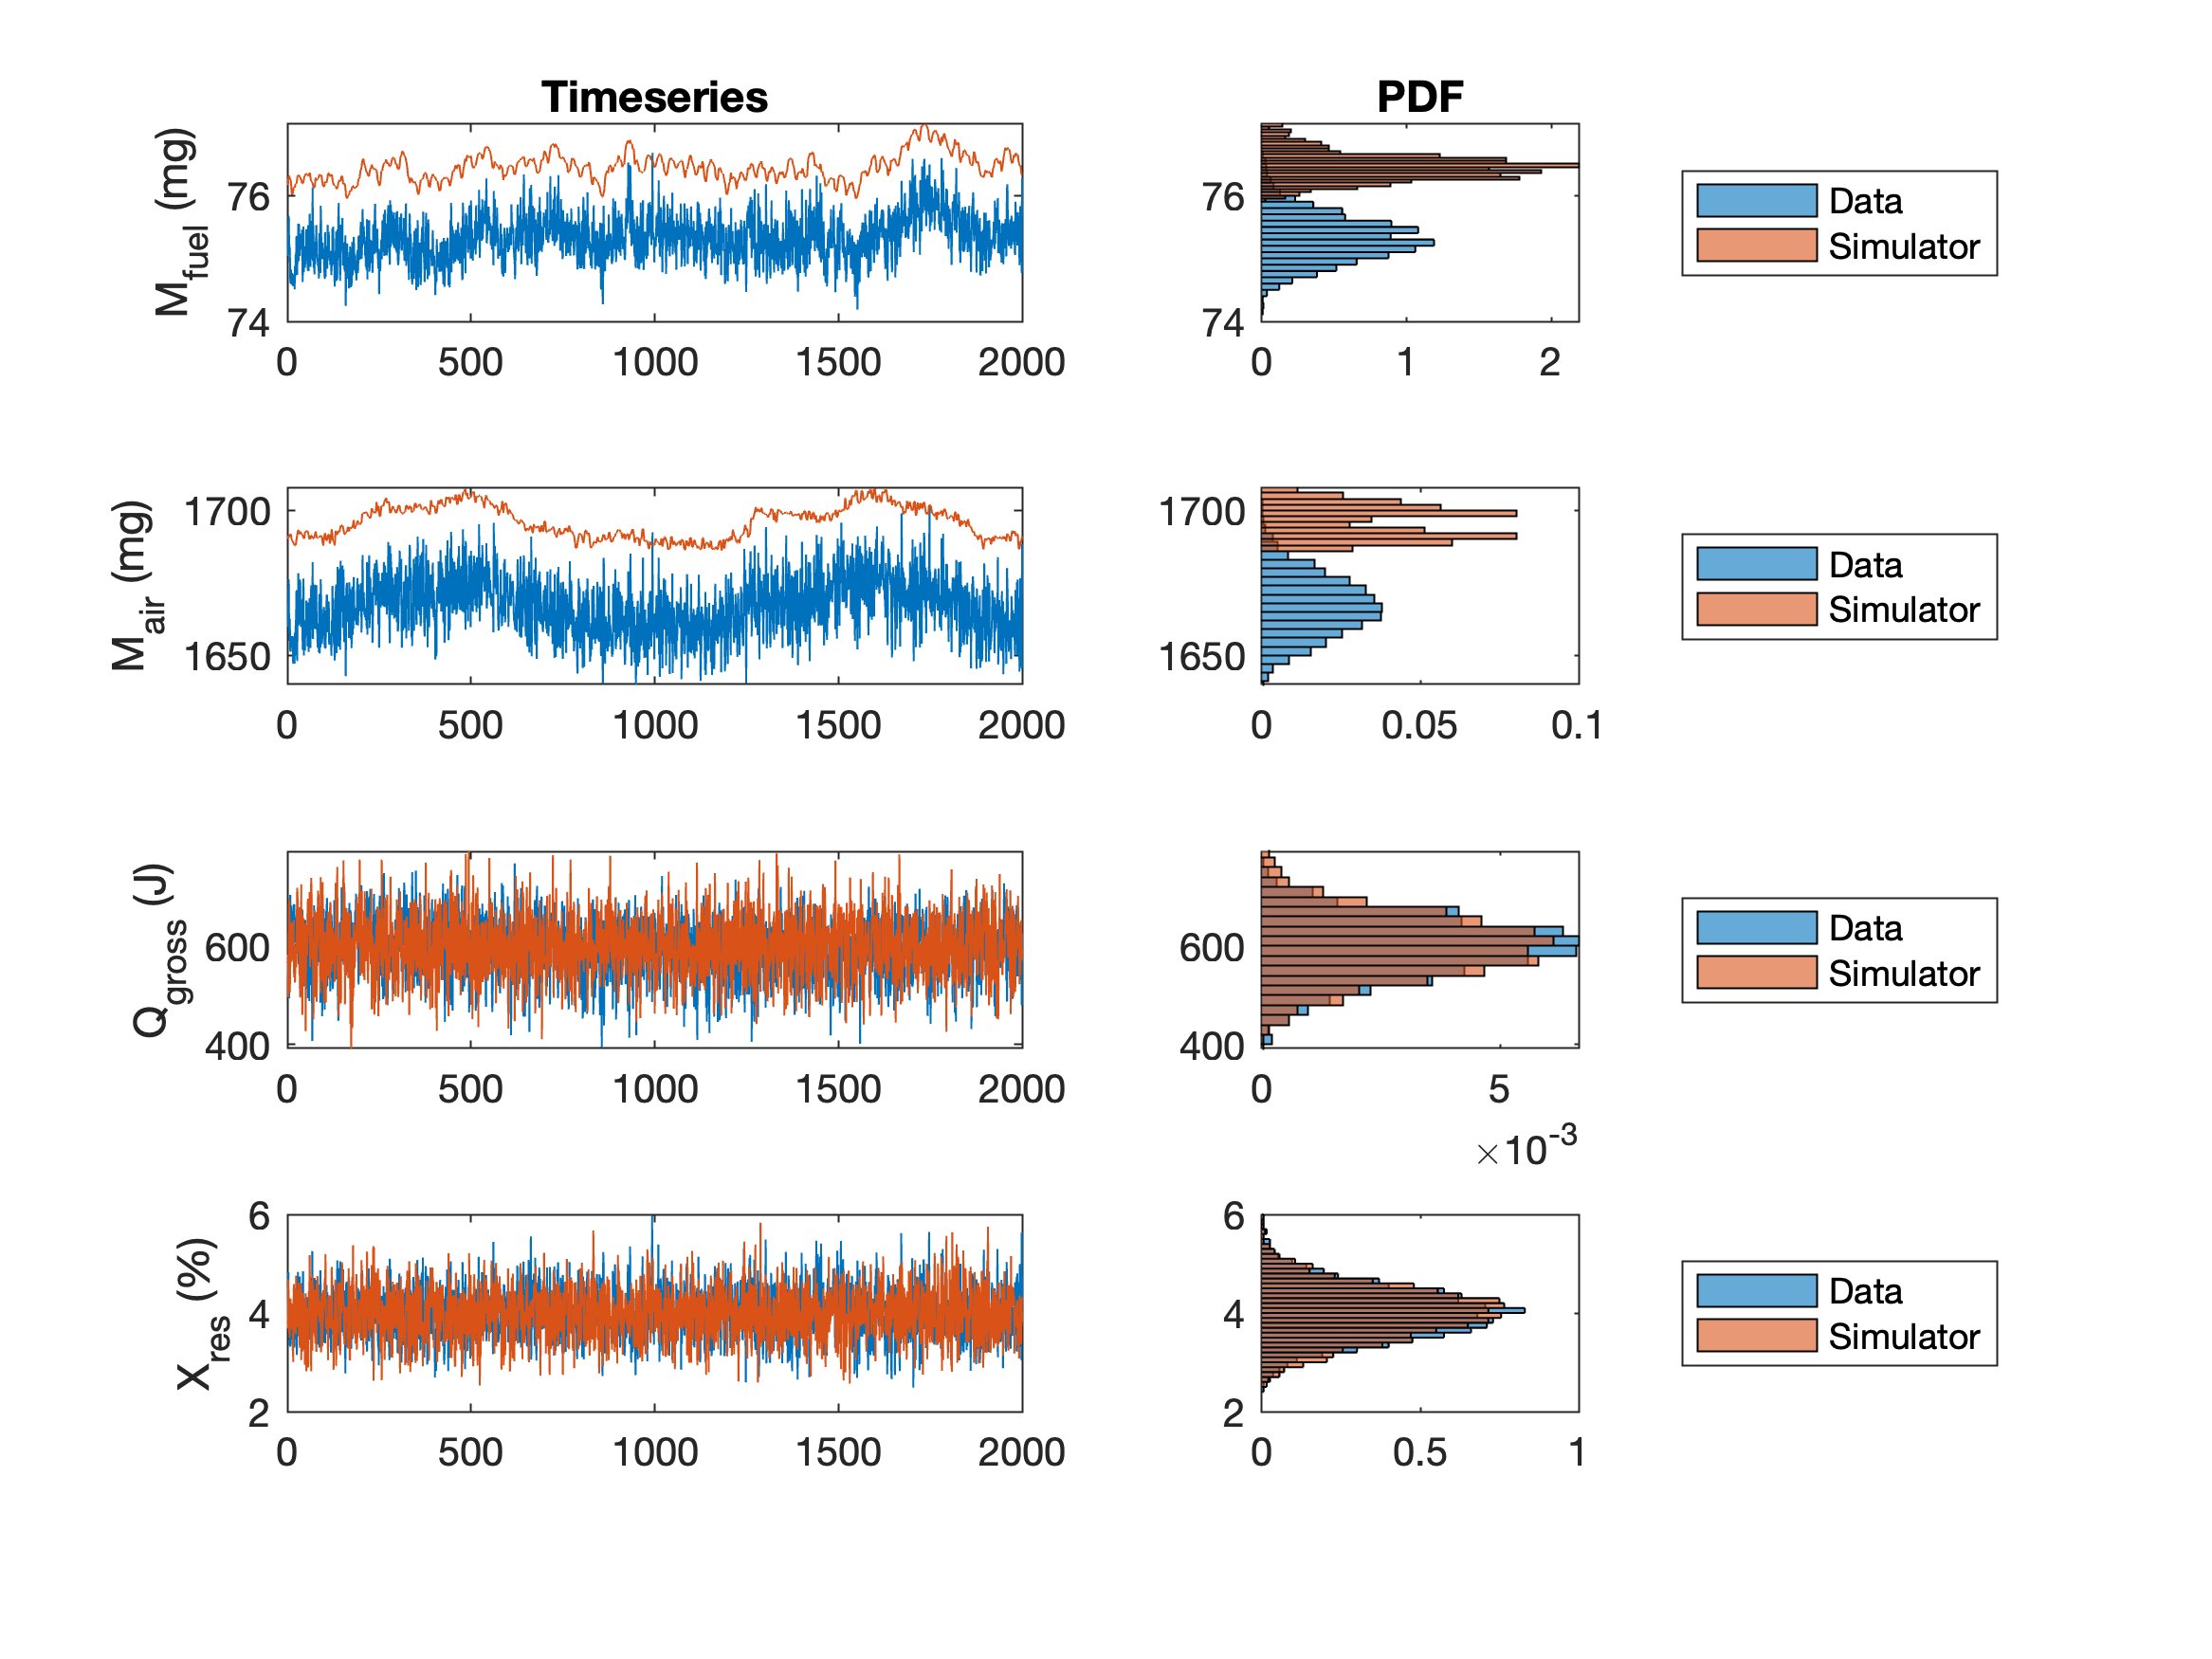 Timeseries PDF
M_fuel (mg)
76
74
0 500 1000 1500 2000
76
74
0 1 2
Data
Simulator
M_air (mg)
1700
1650
0 500 1000 1500 2000
1700
1650
0 0.05 0.1
Data
Simulator
Q_gross (J)
600
400
0 500 1000 1500 2000
600
400
0 5
×10^-3
Data
Simulator
X_res (%)
6
4
2
0 500 1000 1500 2000
6
4
2
0 0.5 1
Data
Simulator